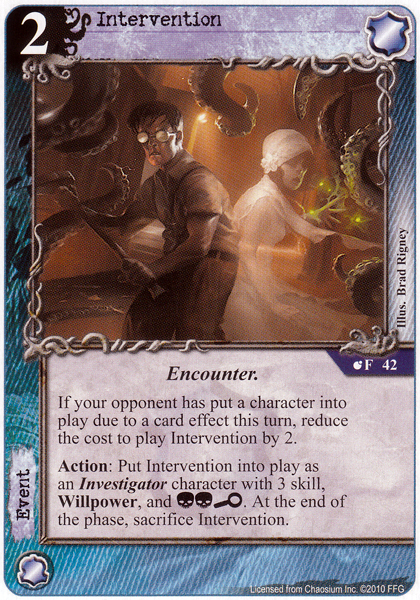 2
Intervention
Illus. Brad Rigney
F 42
Encounter.
If your opponent has put a character into
play due to a card effect this turn, reduce
the cost to play Intervention by 2.
Action: Put Intervention into play as
an Investigator character with 3 skill,
Willpower, and . At the end of
the phase, sacrifice Intervention.
Event
Licensed from Chaosium Inc. ©2010 FFG